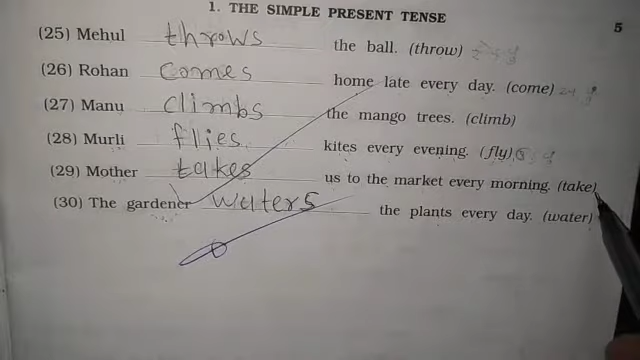 1. THE SIMPLE PRESENT TENSE 5
(25) Mehul throws the ball. (throw)
(26) Rohan comes home late every day. (come)
(27) Manu climbs the mango trees. (climb)
(28) Murli flies kites every evening. (fly)
(29) Mother takes us to the market every morning. (take)
(30) The gardener waters the plants every day. (water)